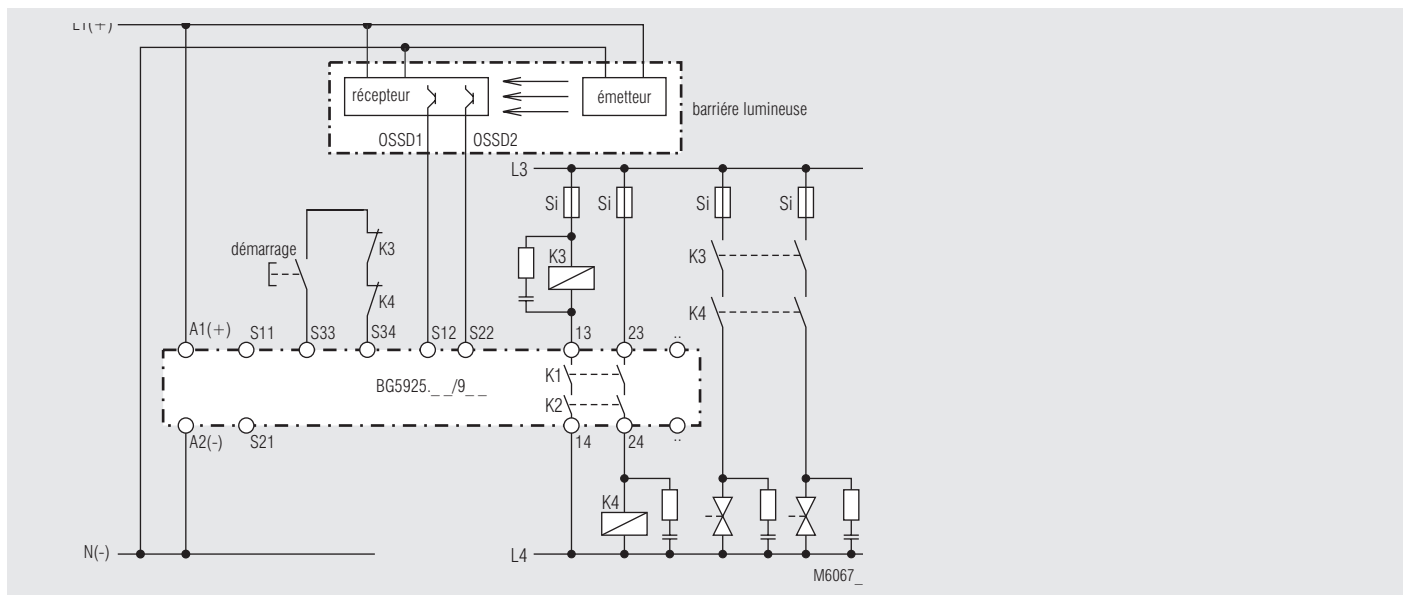 L1(+)
récepteur
émetteur
barriére lumineuse
OSSD1 OSSD2
L3
Si Si Si Si
démarrage
K3
K3
K3
K4
K4
A1(+) S11 S33 S34 S12 S22 13 23 ..
K1
BG5925._ _/9_ _
K2
A2(-) S21 14 24 ..
K4
N(-)
L4
M6067_